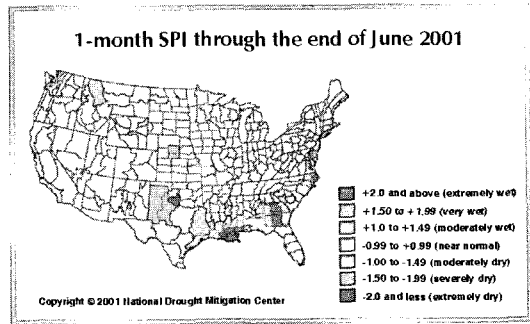 1-month SPI through the end of June 2001
+2.0 and above (extremely wet)
+1.50 to +1.99 (very wet)
+1.0 to +1.49 (moderately wet)
-0.99 to +0.99 (near normal)
-1.00 to -1.49 (moderately dry)
-1.50 to -1.99 (severely dry)
-2.0 and less (extremely dry)
Copyright © 2001 National Drought Mitigation Center